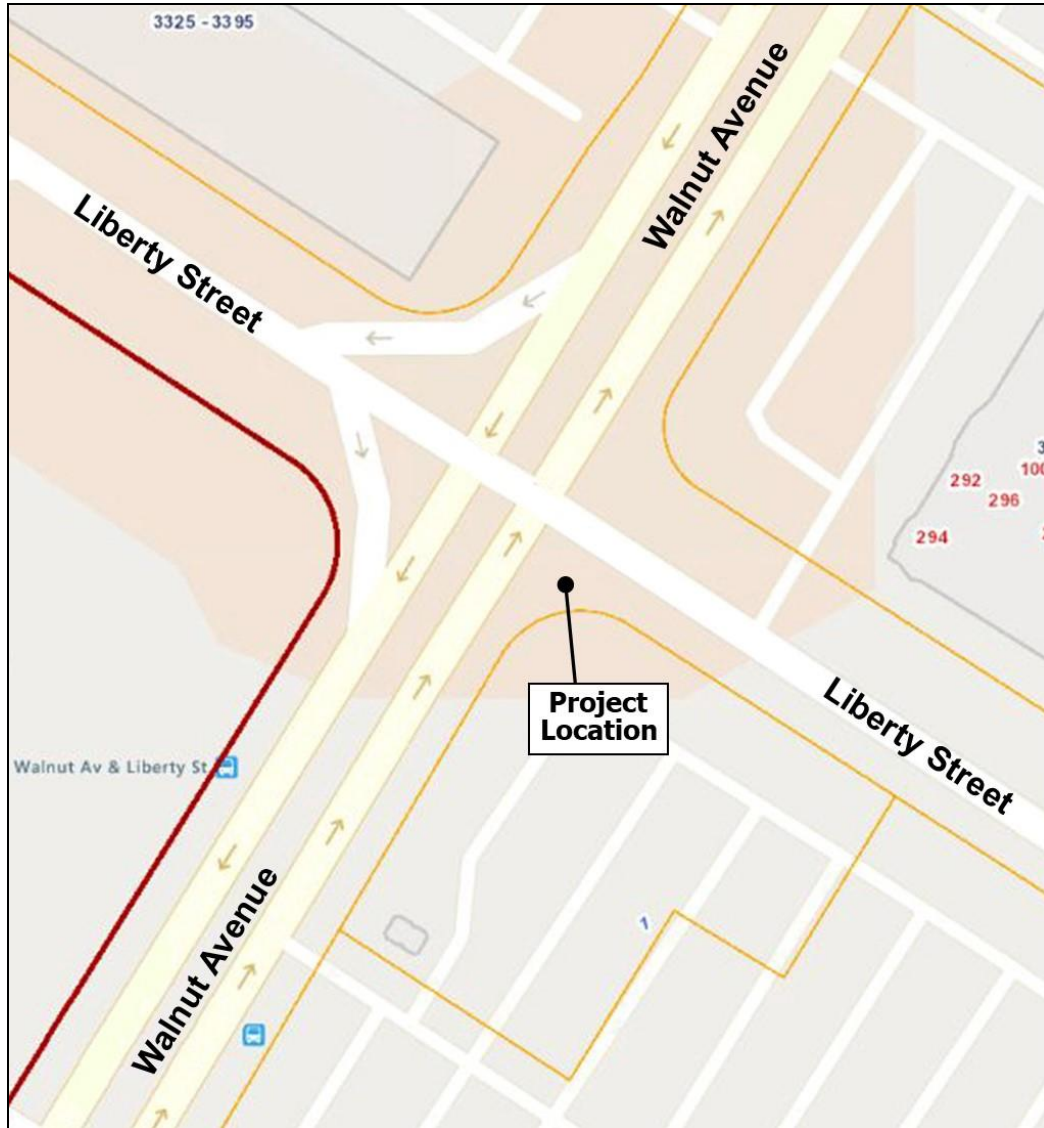 3325 - 3395
Walnut Avenue
Liberty Street
292
296
294
Project
Location
Liberty Street
Walnut Av & Liberty St
1
Walnut Avenue